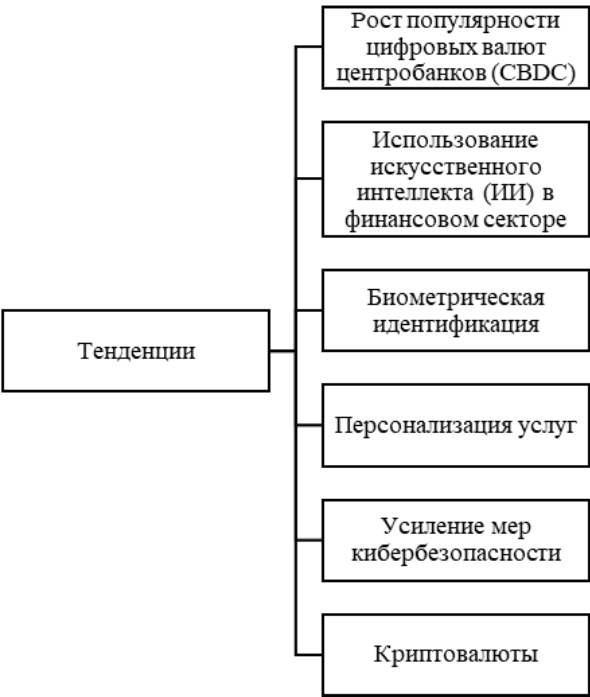 Рост популярности
цифровых валют
центробанков (CBDC)
Использование
искусственного
интеллекта (ИИ) в
финансовом секторе
Биометрическая
идентификация
Тенденции
Персонализация услуг
Усиление мер
кибербезопасности
Криптовалюты